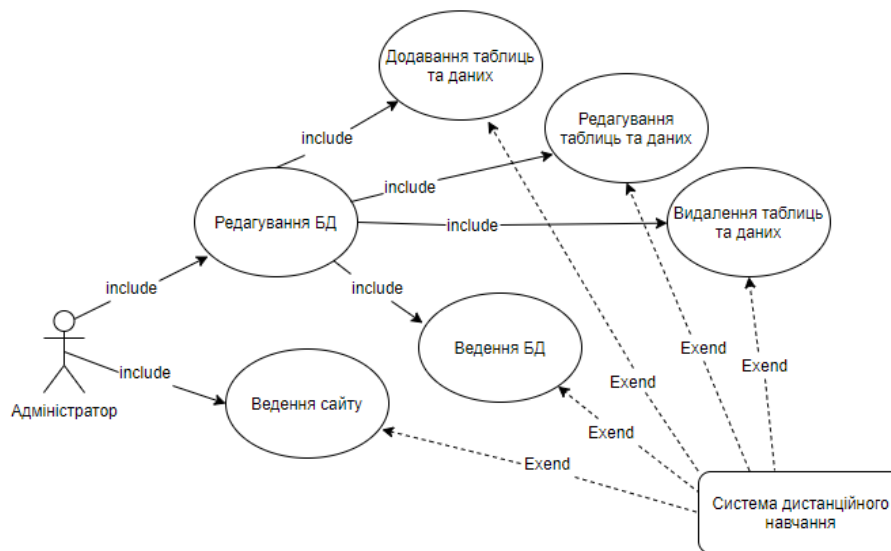 Додавання таблиць
та даних
Редагування
таблиць та даних
include
include
Редагування БД
include
Видалення таблиць
та даних
include
include
Ведення БД
Exend
Exend
Exend
include
Адміністратор
Ведення сайту
Exend
Exend
Система дистанційного
навчання